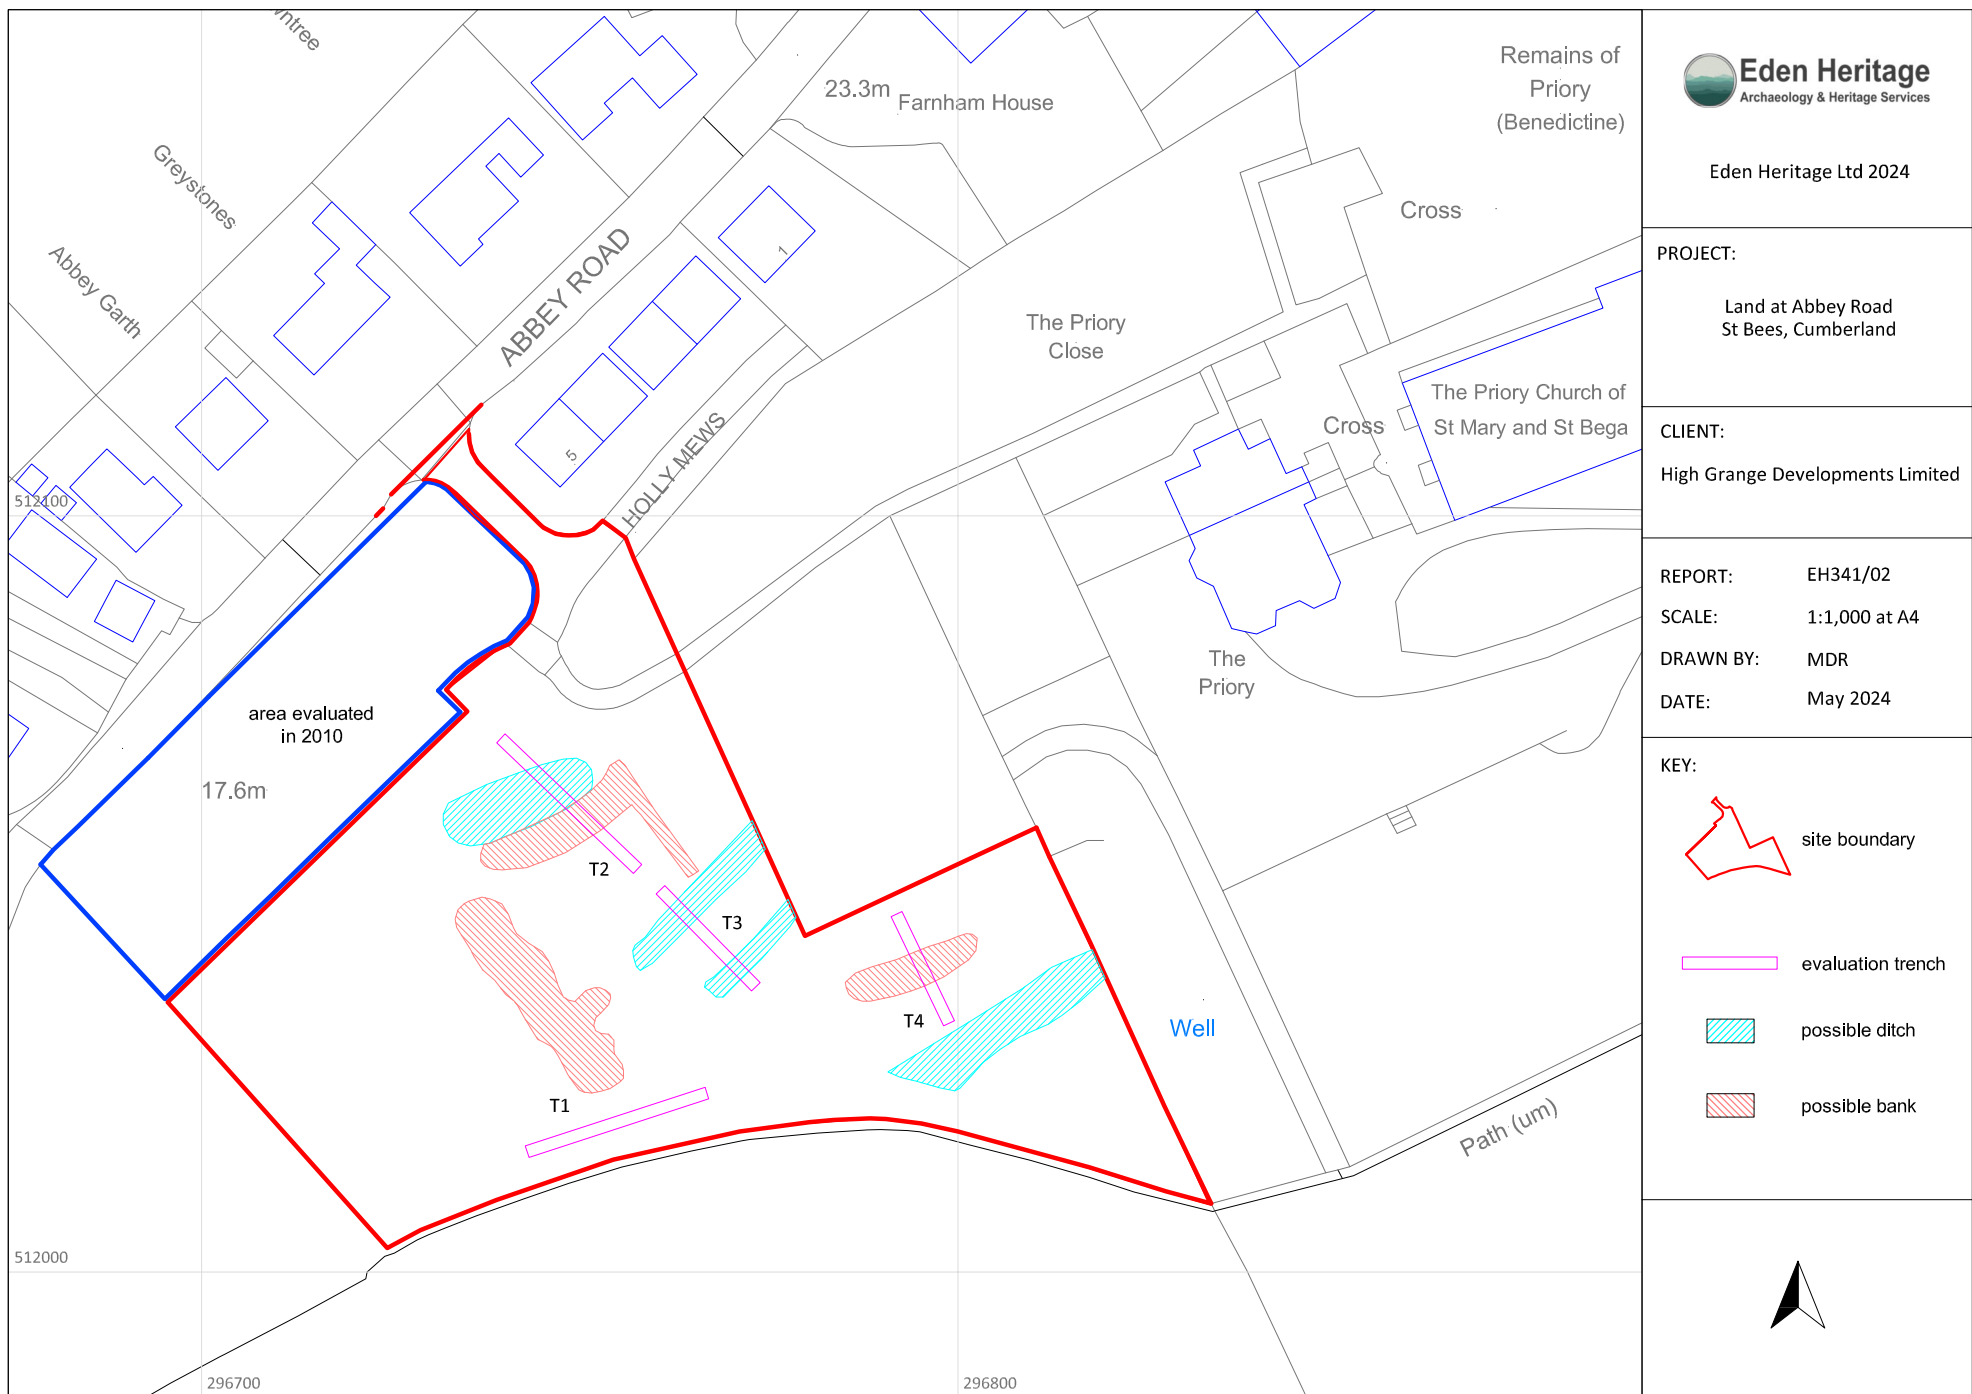 Greystones
Abbey Garth
ABBEY ROAD
23.3m
Farnham House
1
5
HOLLY MEWS
The Priory
Close
Remains of
Priory
(Benedictine)
Cross
The Priory Church of
St Mary and St Bega
Cross
The
Priory
512100
area evaluated
in 2010
17.6m
T2
T3
T4
T1
Well
Path (um)
512000
296700
296800
Eden Heritage
Archaeology & Heritage Services
Eden Heritage Ltd 2024
PROJECT:
Land at Abbey Road
St Bees, Cumberland
CLIENT:
High Grange Developments Limited
REPORT: EH341/02
SCALE: 1:1,000 at A4
DRAWN BY: MDR
DATE: May 2024
KEY:
site boundary
evaluation trench
possible ditch
possible bank